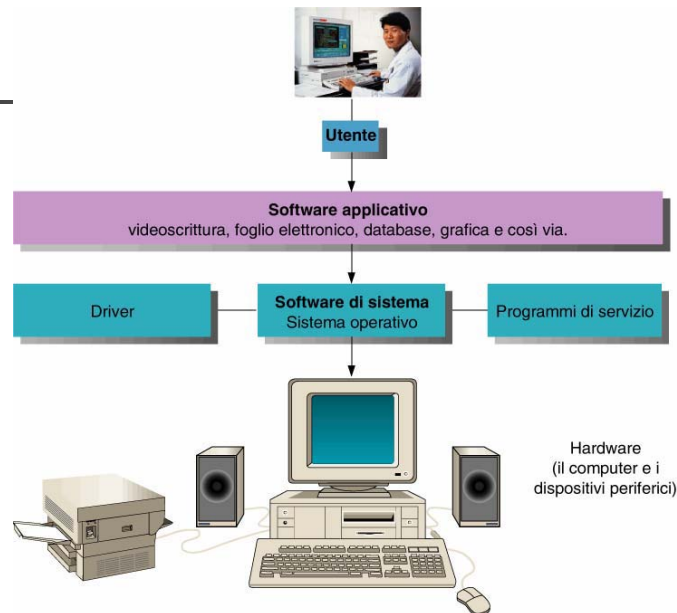 Utente
Software applicativo
videoscrittura, foglio elettronico, database, grafica e così via.
Driver
Software di sistema
Sistema operativo
Programmi di servizio
Hardware
(il computer e i
dispositivi periferici)